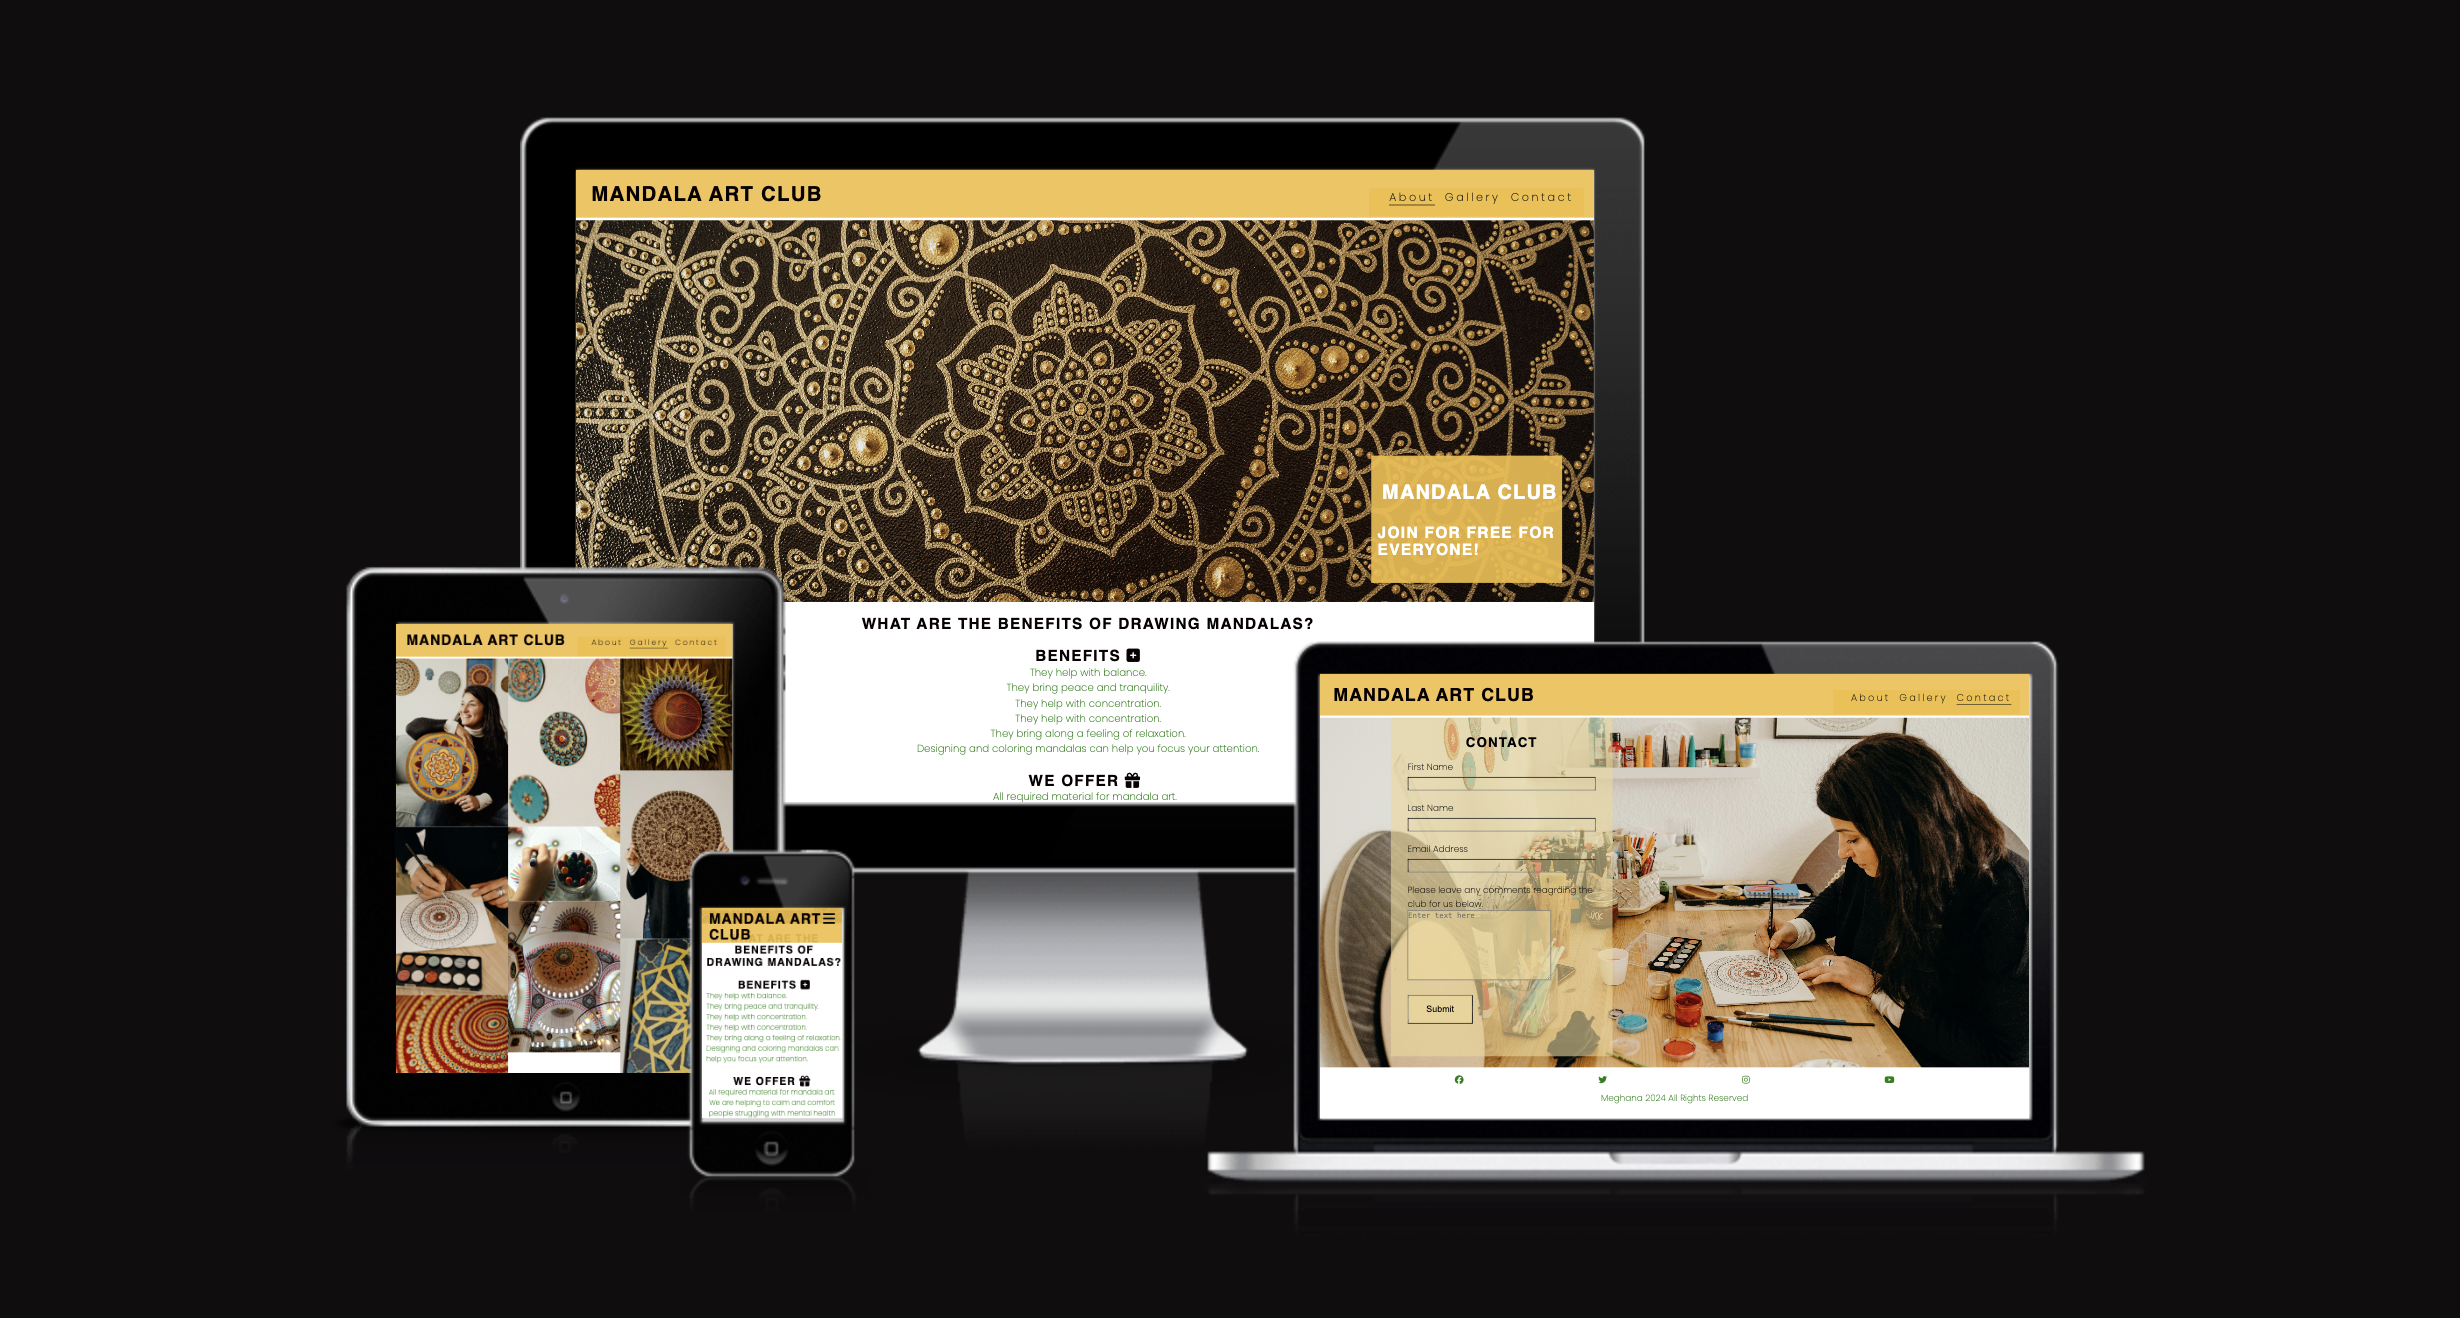 MANDALA ART CLUB
About Gallery Contact
MANDALA CLUB
JOIN FOR FREE FOR
EVERYONE!
WHAT ARE THE BENEFITS OF DRAWING MANDALAS?
BENEFITS
They help with balance.
They bring peace and tranquility.
They help with concentration.
They help with concentration.
They bring along a feeling of relaxation.
Designing and coloring mandalas can help you focus your attention.
WE OFFER
All required material for mandala art.
MANDALA ART CLUB
About Gallery Contact
MANDALA ART
CLUB
BENEFITS OF
DRAWING MANDALAS?
BENEFITS
They help with balance.
They bring peace and tranquility.
They help with concentration.
They help with concentration.
They bring along a feeling of relaxation
Designing and coloring mandalas can
help you focus your attention.
WE OFFER
All required material for mandala art.
We are helping to calm and comfort
people struggling with mental health
MANDALA ART CLUB
About Gallery Contact
CONTACT
First Name
Last Name
Email Address
Please leave any comments reagrding the
club for us below.
Enter text here
Submit
Meghana 2024 All Rights Reserved